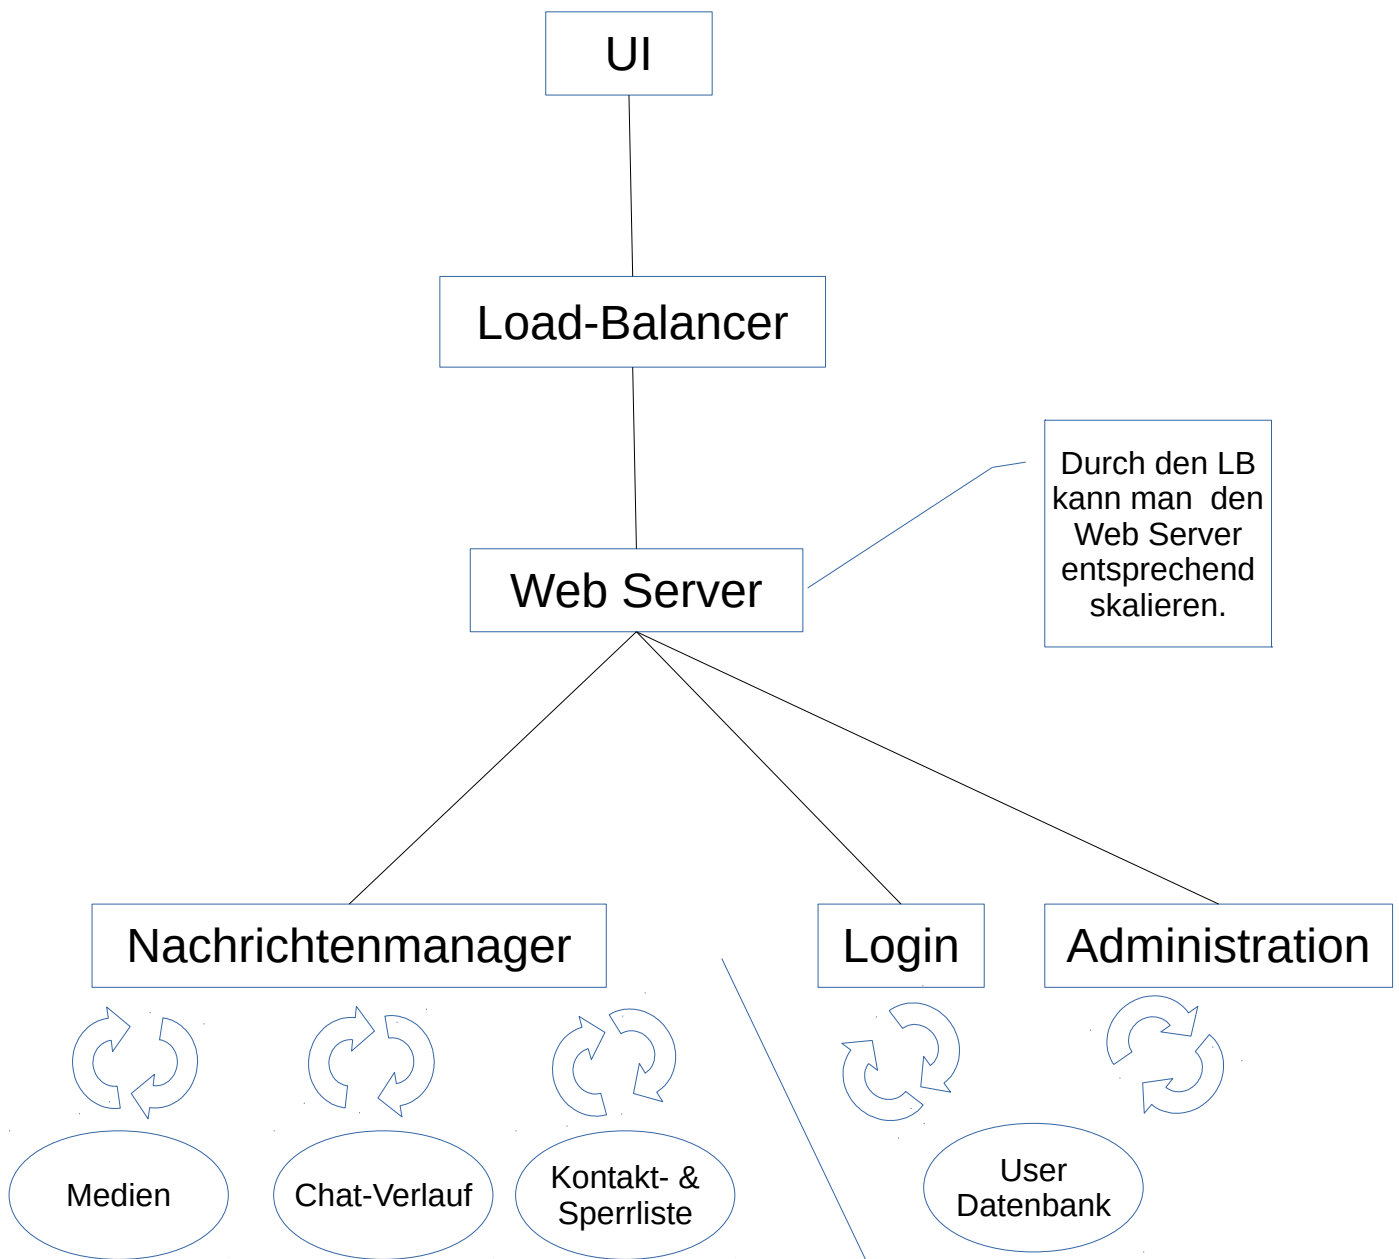 UI
Load-Balancer
Durch den LB
kann man  den
Web Server
entsprechend
skalieren.
Web Server
Nachrichtenmanager
Login
Administration
Medien
Chat-Verlauf
Kontakt- &
Sperrliste
User
Datenbank